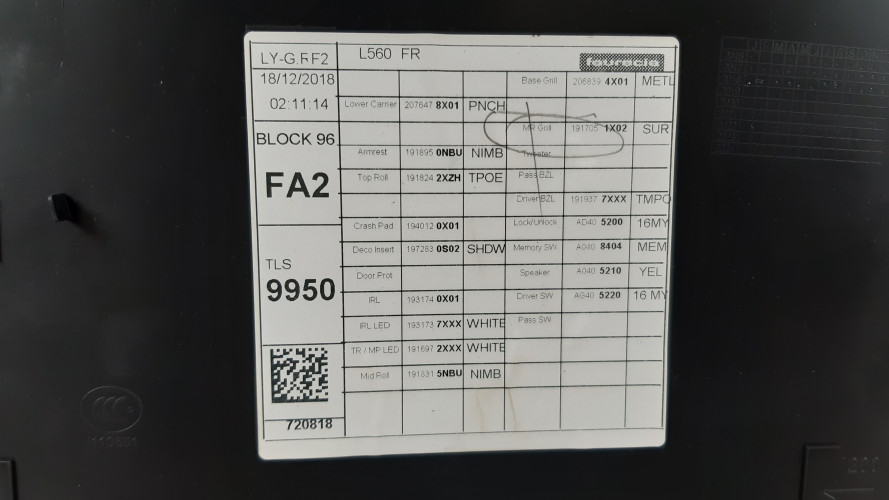 LY-G.RF2
L560 FR
faurecia
18/12/2018
02:11:14
BLOCK 96
FA2
TLS
9950
720818
Lower Carrier 207647 8X01 PNCH
Armrest 191895 0NBU NIMB
Top Roll 191824 2XZH TPOE
Crash Pad 194012 0X01
Deco Insert 197263 0S02 SHDW
Door Prot
IRL 193174 0X01
IRL LED 193173 7XXX WHITE
TR / MP LED 191697 2XXX WHITE
Mid Roll 191831 5NBU NIMB
Base Grill 206839 4X01 METL
MR Grill 191705 1X02 SUR
Tweeter
Pass BZL
Driver BZL 191937 7XXX TMPO
Lock/Unlock AD40 5200 16MY
Memory SW A040 8404 MEM
Speaker A040 5210 YEL
Driver SW AG40 5220 16 MY
Pass SW